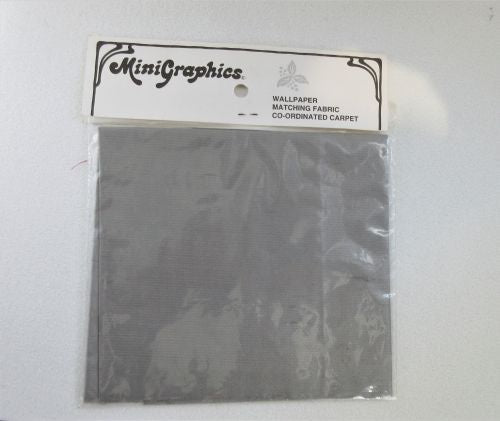 MiniGraphics
WALLPAPER
MATCHING FABRIC
CO-ORDINATED CARPET